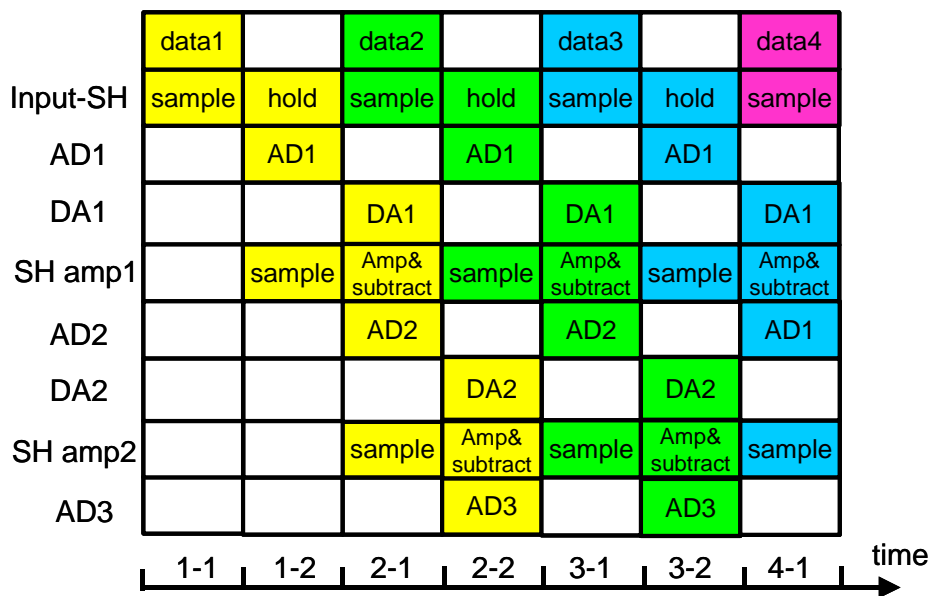 data1 data2 data3 data4
Input-SH sample hold sample hold sample hold sample
AD1 AD1 AD1 AD1
DA1 DA1 DA1 DA1
SH amp1 sample Amp& subtract sample Amp& subtract sample Amp& subtract
AD2 AD2 AD2 AD1
DA2 DA2 DA2
SH amp2 sample Amp& subtract sample Amp& subtract sample
AD3 AD3 AD3
1-1 1-2 2-1 2-2 3-1 3-2 4-1 time